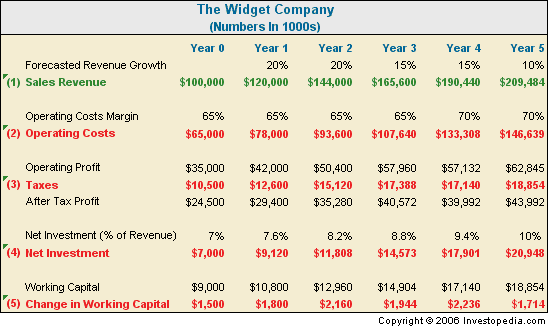 The Widget Company
(Numbers In 1000s)
Year 0 Year 1 Year 2 Year 3 Year 4 Year 5
Forecasted Revenue Growth 20% 20% 15% 15% 10%
(1) Sales Revenue $100,000 $120,000 $144,000 $165,600 $190,440 $209,484
Operating Costs Margin 65% 65% 65% 65% 70% 70%
(2) Operating Costs $65,000 $78,000 $93,600 $107,640 $133,308 $146,639
Operating Profit $35,000 $42,000 $50,400 $57,960 $57,132 $62,845
(3) Taxes $10,500 $12,600 $15,120 $17,388 $17,140 $18,854
After Tax Profit $24,500 $29,400 $35,280 $40,572 $39,992 $43,992
Net Investment (% of Revenue) 7% 7.6% 8.2% 8.8% 9.4% 10%
(4) Net Investment $7,000 $9,120 $11,808 $14,573 $17,901 $20,948
Working Capital $9,000 $10,800 $12,960 $14,904 $17,140 $18,854
(5) Change in Working Capital $1,500 $1,800 $2,160 $1,944 $2,236 $1,714
Copyright © 2006 Investopedia.com